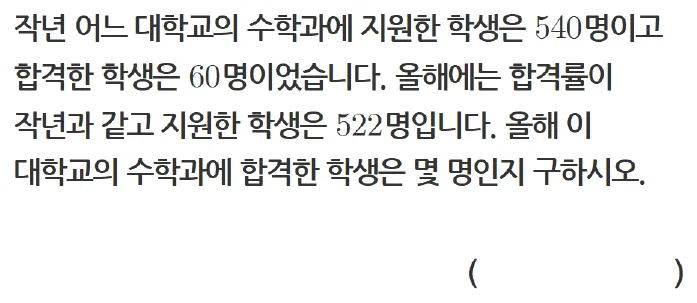 작년 어느 대학교의 수학과에 지원한 학생은 540명이고
합격한 학생은 60명이었습니다. 올해에는 합격률이
작년과 같고 지원한 학생은 522명입니다. 올해 이
대학교의 수학과에 합격한 학생은 몇 명인지 구하시오.
( )